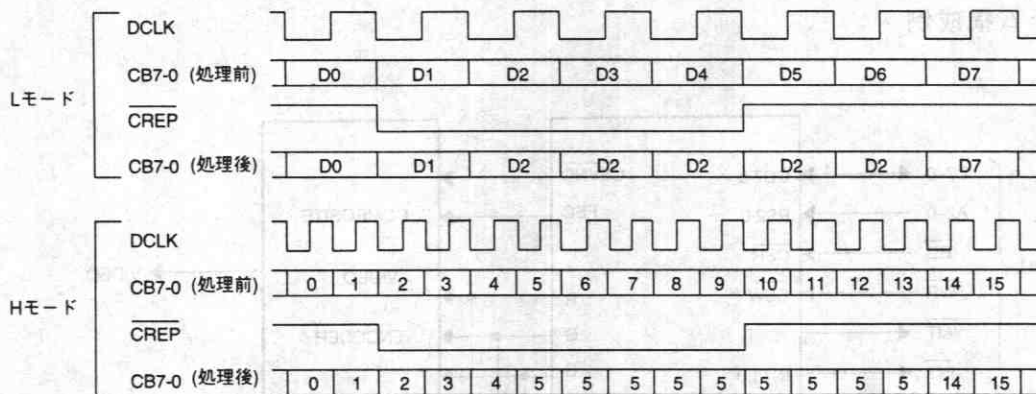 Lモード
DCLK
CB7-0 (処理前) D0 D1 D2 D3 D4 D5 D6 D7
CREP
CB7-0 (処理後) D0 D1 D2 D2 D2 D2 D2 D7
Hモード
DCLK
CB7-0 (処理前) 0 1 2 3 4 5 6 7 8 9 10 11 12 13 14 15
CREP
CB7-0 (処理後) 0 1 2 3 4 5 5 5 5 5 5 5 5 5 14 15